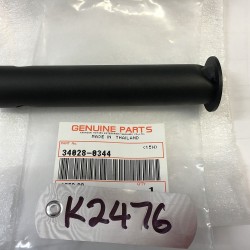 GENUINE PARTS
MADE IN THAILAND
34028-0344
1
K2476